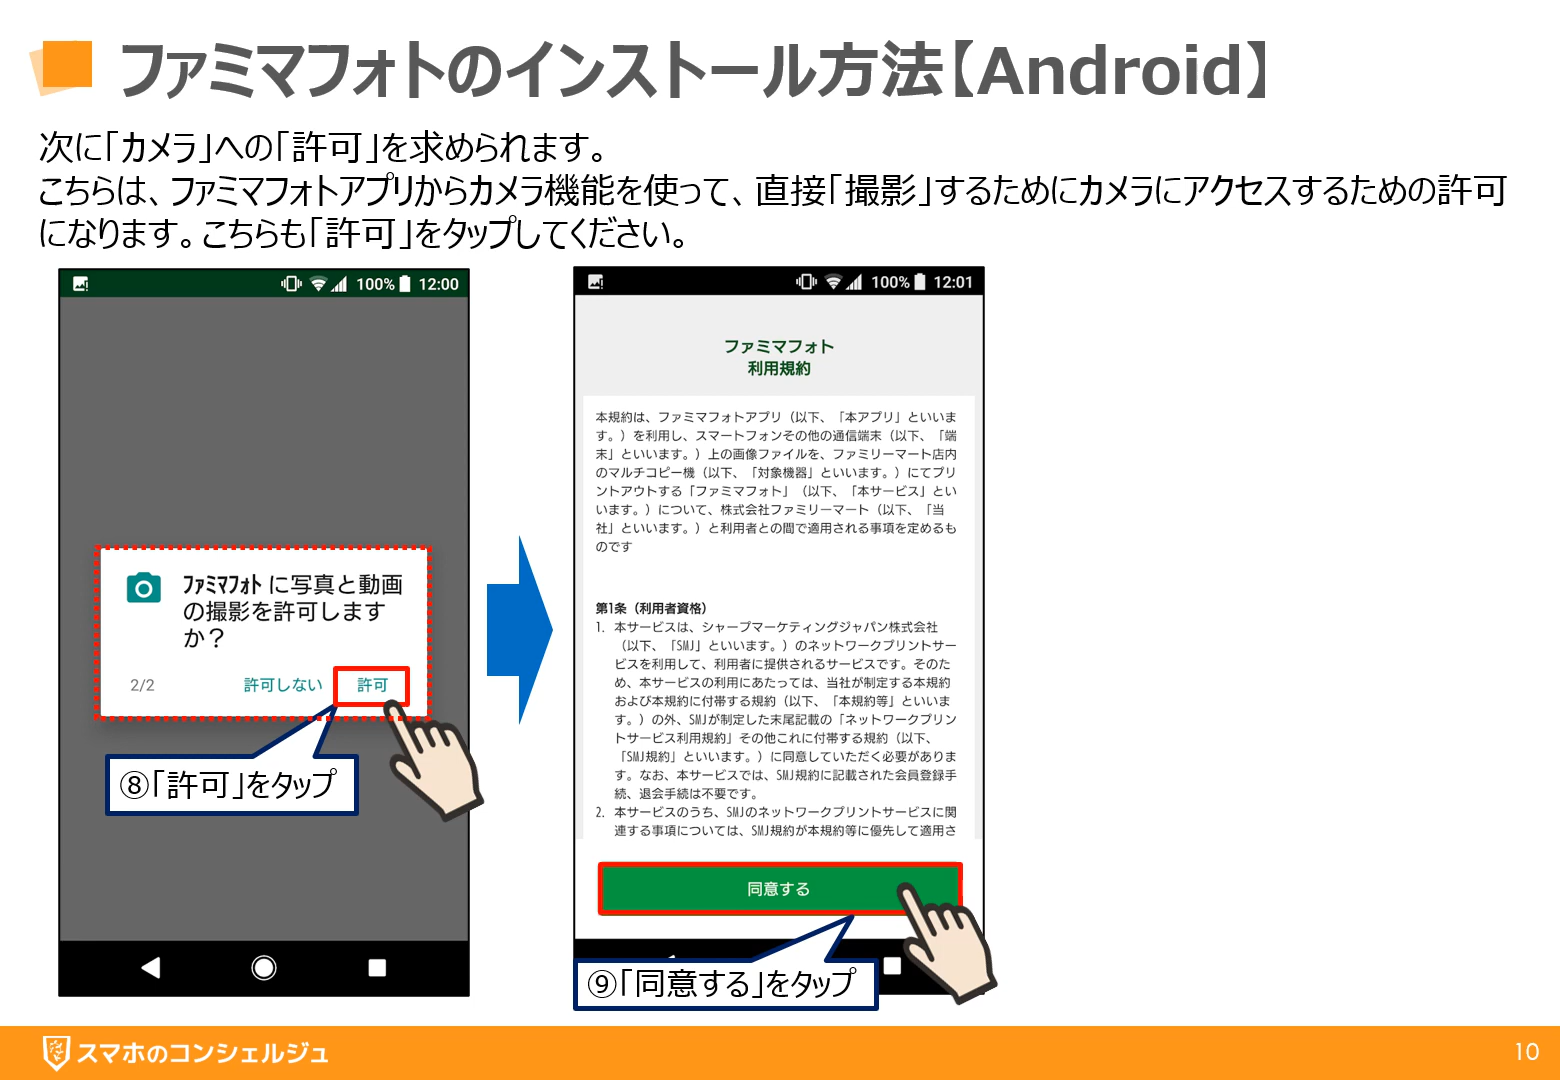 ファミマフォトのインストール方法【Android】
次に「カメラ」への「許可」を求められます。
こちらは、ファミマフォトアプリからカメラ機能を使って、直接「撮影」するためにカメラにアクセスするための許可
になります。こちらも「許可」をタップしてください。
100% 12:00
ファミマフォト に写真と動画
の撮影を許可します
か？
2/2 許可しない 許可
⑧「許可」をタップ
100% 12:01
ファミマフォト
利用規約
本規約は、ファミマフォトアプリ（以下、「本アプリ」といいま
す。）を利用し、スマートフォンその他の通信端末（以下、「端
末」といいます。）上の画像ファイルを、ファミリーマート店内
のマルチコピー機（以下、「対象機器」といいます。）にてプリ
ントアウトする「ファミマフォト」（以下、「本サービス」とい
います。）について、株式会社ファミリーマート（以下、「当
社」といいます。）と利用者との間で適用される事項を定めるも
のです
第1条（利用者資格）
1. 本サービスは、シャープマーケティングジャパン株式会社
（以下、「SMJ」といいます。）のネットワークプリントサー
ビスを利用して、利用者に提供されるサービスです。そのた
め、本サービスの利用にあたっては、当社が制定する本規約
および本規約に付帯する規約（以下、「本規約等」といいま
す。）の外、SMJが制定した末尾記載の「ネットワークプリン
トサービス利用規約」その他これに付帯する規約（以下、
「SMJ規約」といいます。）に同意していただく必要がありま
す。なお、本サービスでは、SMJ規約に記載された会員登録手
続、退会手続は不要です。
2. 本サービスのうち、SMJのネットワークプリントサービスに関
連する事項については、SMJ規約が本規約等に優先して適用さ
同意する
⑨「同意する」をタップ
スマホのコンシェルジュ
10